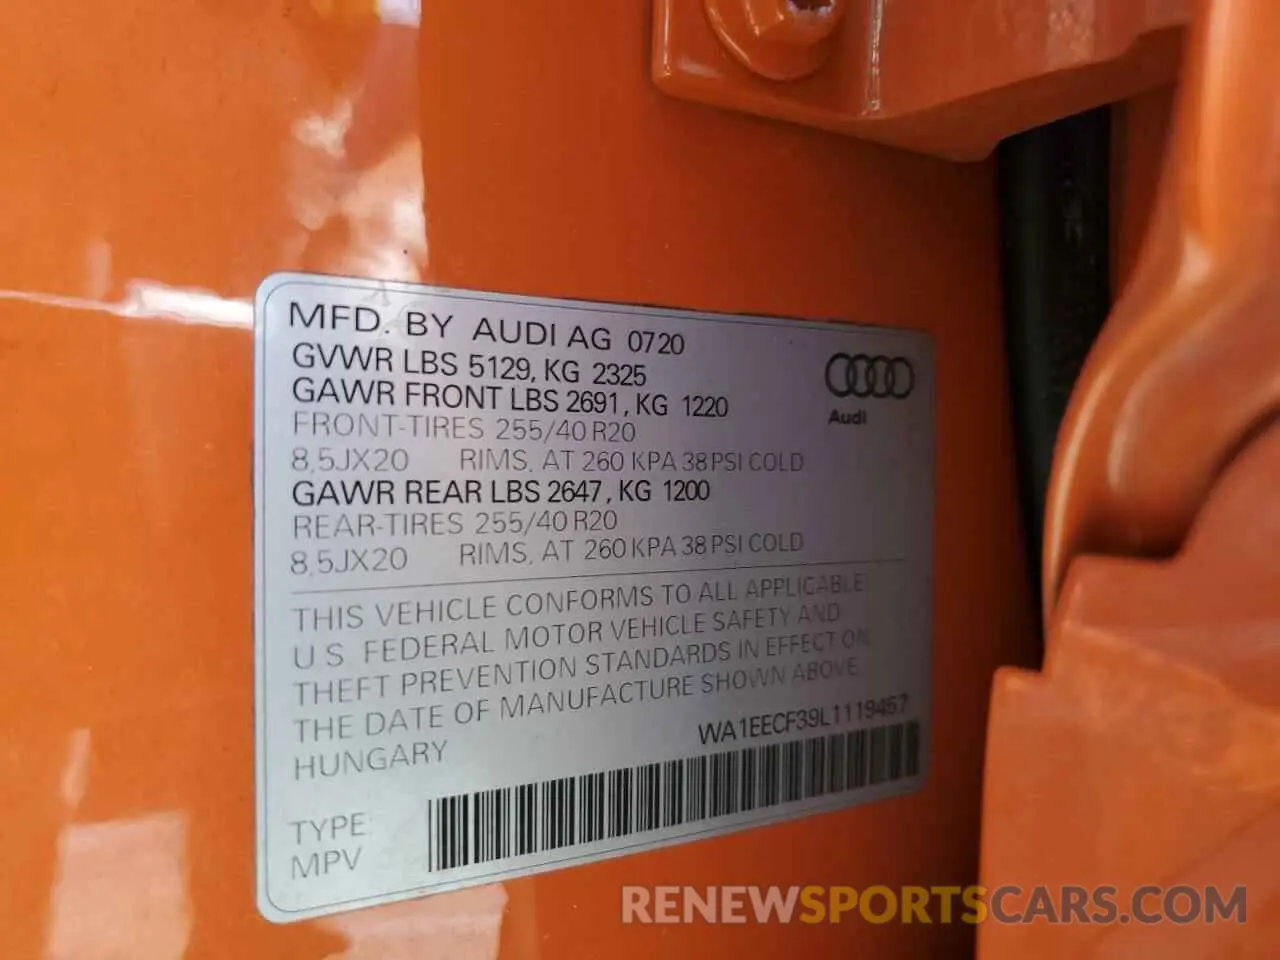 MFD. BY AUDI AG 0720
GVWR LBS 5129, KG 2325
GAWR FRONT LBS 2691, KG 1220
FRONT-TIRES 255/40 R20
8,5JX20 RIMS, AT 260 KPA 38 PSI COLD
GAWR REAR LBS 2647, KG 1200
REAR-TIRES 255/40 R20
8,5JX20 RIMS, AT 260 KPA 38 PSI COLD
Audi
THIS VEHICLE CONFORMS TO ALL APPLICABLE
U.S. FEDERAL MOTOR VEHICLE SAFETY AND
THEFT PREVENTION STANDARDS IN EFFECT ON
THE DATE OF MANUFACTURE SHOWN ABOVE
HUNGARY
WA1EECF39L1119457
TYPE:
MPV
RENEWSPORTSCARS.COM